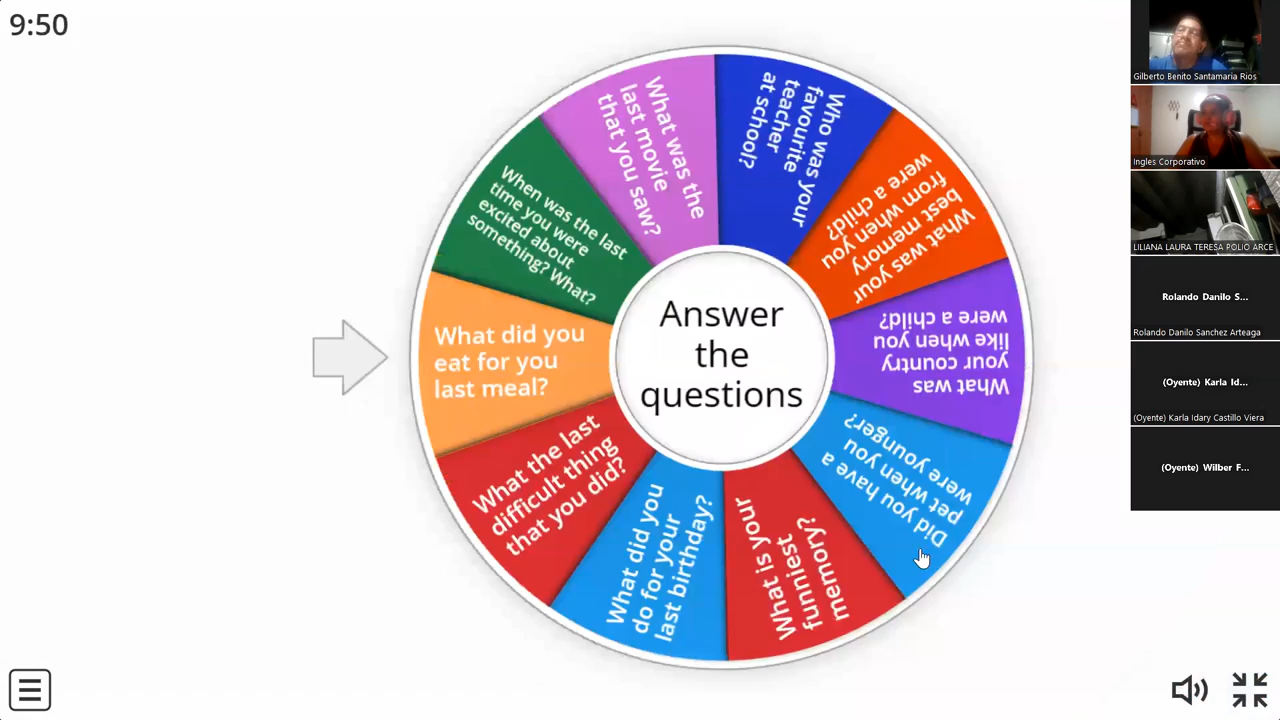 9:50
What was the
last movie
that you saw?
Who was your
favourite
teacher
at school?
What was your
best memory
from when you
were a child?
What was
your country
like when you
were a child?
Did you have a
pet when you
were younger?
What is your
funniest
memory?
What did you
do for your
last birthday?
What the last
difficult thing
that you did?
What did you
eat for you
last meal?
When was the last
time you were
excited about
something? What?
Answer
the
questions
Gilberto Benito Santamaria Rios
Ingles Corporativo
LILIANA LAURA TERESA POLIO ARCE
Rolando Danilo S...
Rolando Danilo Sanchez Arteaga
(Oyente) Karla Id...
(Oyente) Karla Idary Castillo Viera
(Oyente) Wilber F...